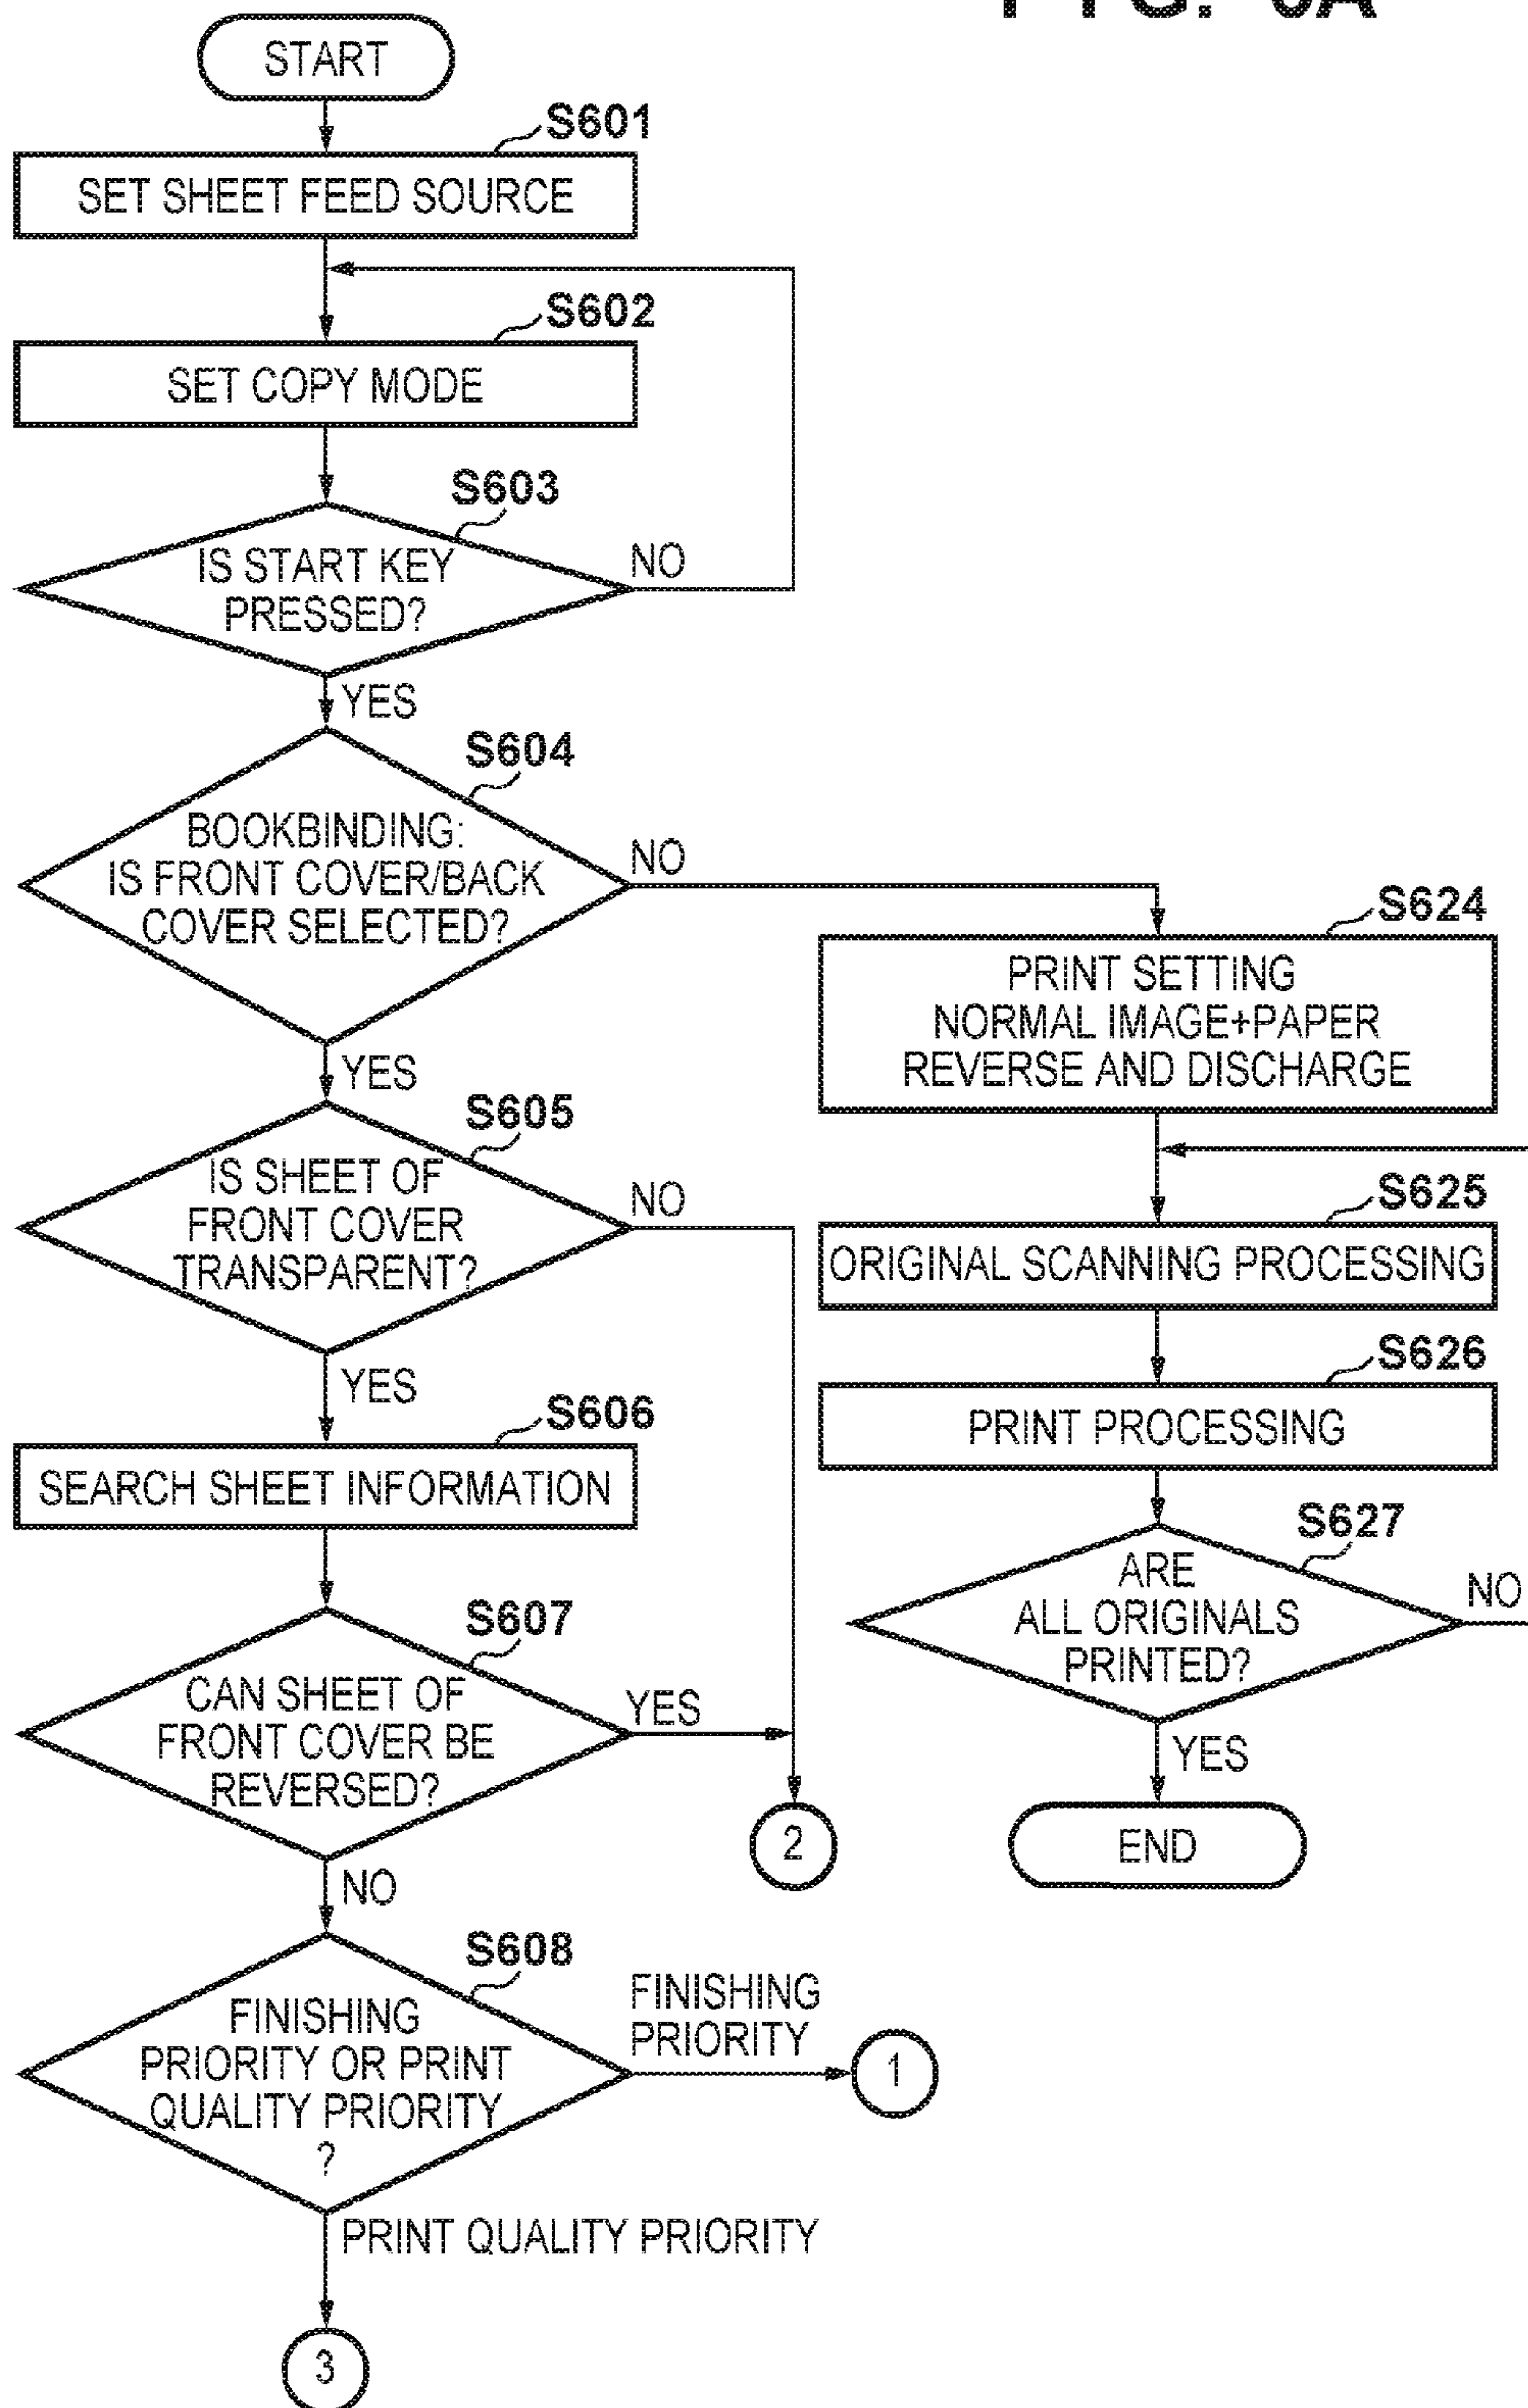 START
S601
SET SHEET FEED SOURCE
S602
SET COPY MODE
S603
IS START KEY
PRESSED?
NO
YES
S604
BOOKBINDING:
IS FRONT COVER/BACK
COVER SELECTED?
NO
YES
S605
IS SHEET OF
FRONT COVER
TRANSPARENT?
NO
YES
S606
SEARCH SHEET INFORMATION
S607
CAN SHEET OF
FRONT COVER BE
REVERSED?
YES
2
NO
S608
FINISHING
PRIORITY OR PRINT
QUALITY PRIORITY
?
FINISHING
PRIORITY
1
PRINT QUALITY PRIORITY
3
S624
PRINT SETTING
NORMAL IMAGE+PAPER
REVERSE AND DISCHARGE
S625
ORIGINAL SCANNING PROCESSING
S626
PRINT PROCESSING
S627
ARE
ALL ORIGINALS
PRINTED?
NO
YES
END